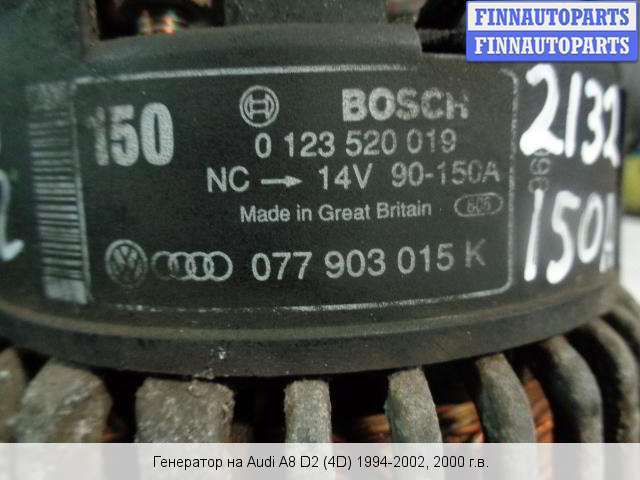 FINNAUTOPARTS
FINNAUTOPARTS
150
BOSCH
0 123 520 019
NC → 14V 90-150A
Made in Great Britain
077 903 015 K
2132
150A
Генератор на Audi A8 D2 (4D) 1994-2002, 2000 г.в.